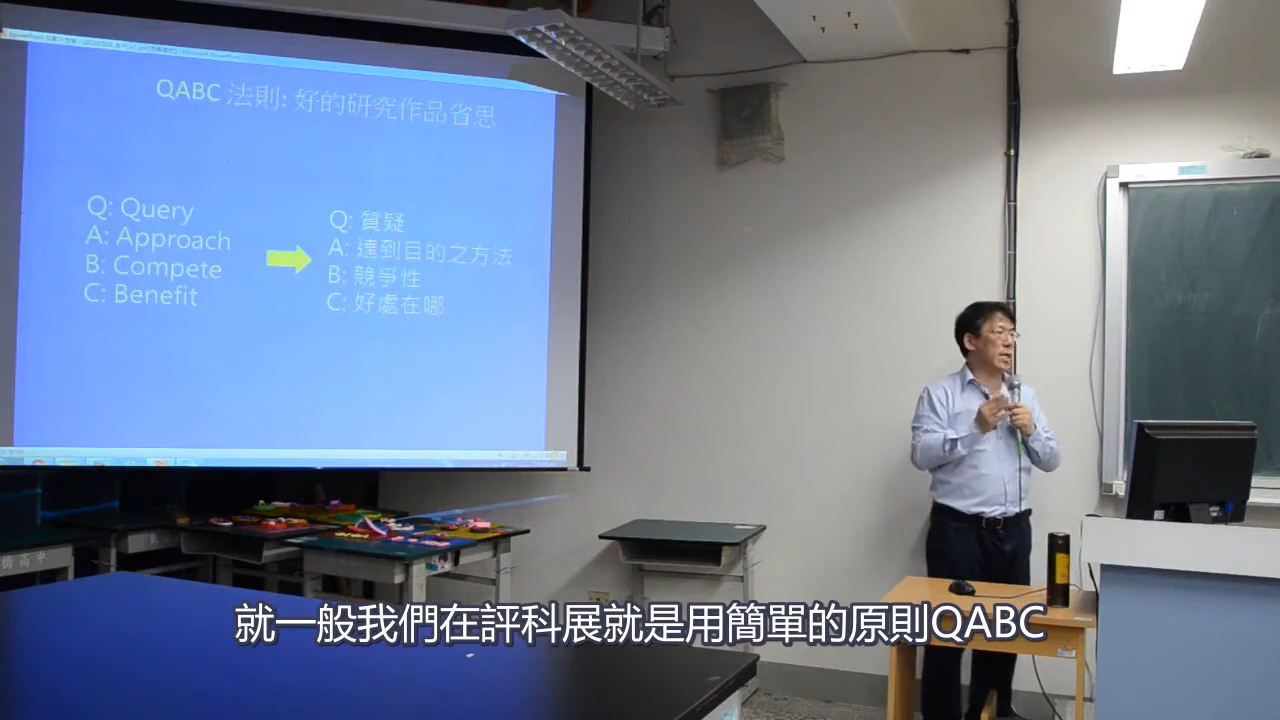 QABC 法則: 好的研究作品省思
Q: Query
A: Approach
B: Compete
C: Benefit
Q: 質疑
A: 達到目的之方法
B: 競爭性
C: 好處在哪
高中
就一般我們在評科展就是用簡單的原則QABC